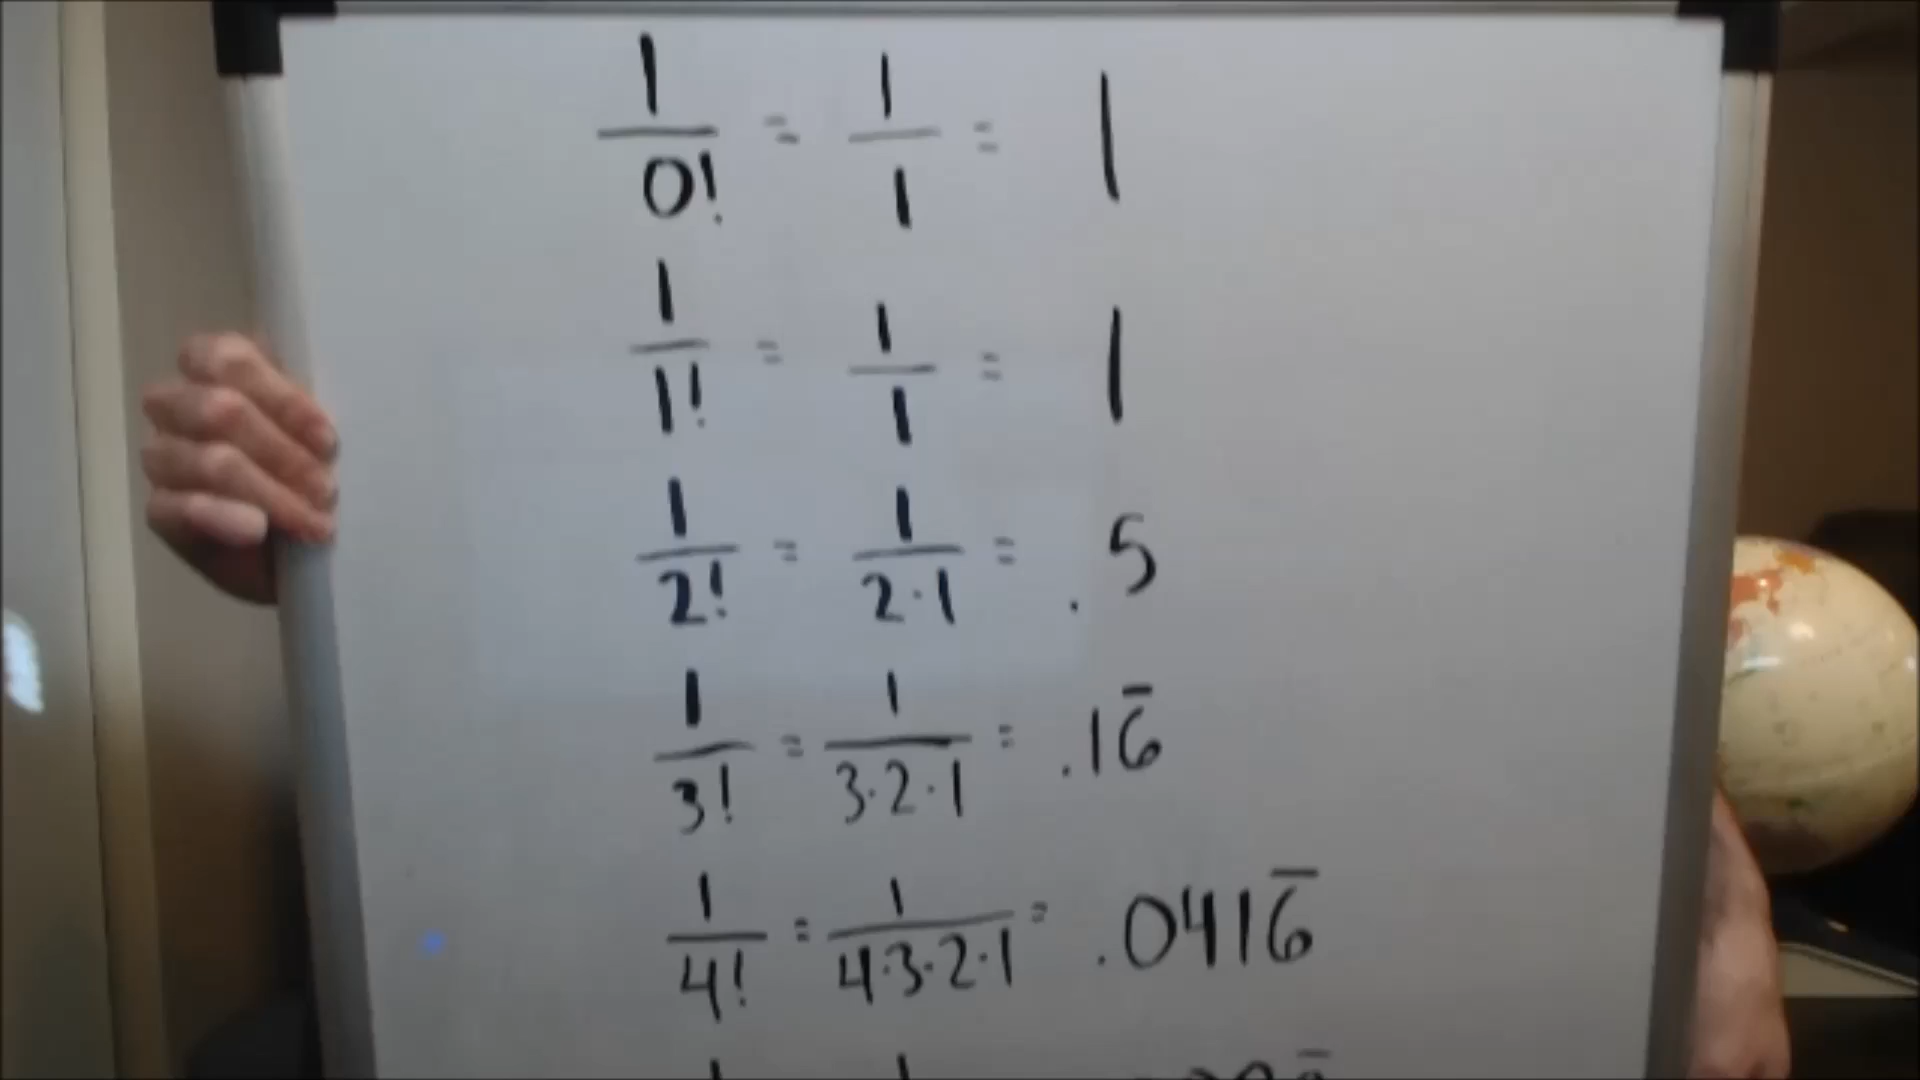 1/0! = 1/1 = 1
1/1! = 1/1 = 1
1/2! = 1/2·1 = .5
1/3! = 1/3·2·1 = .16̅
1/4! = 1/4·3·2·1 = .0416̅